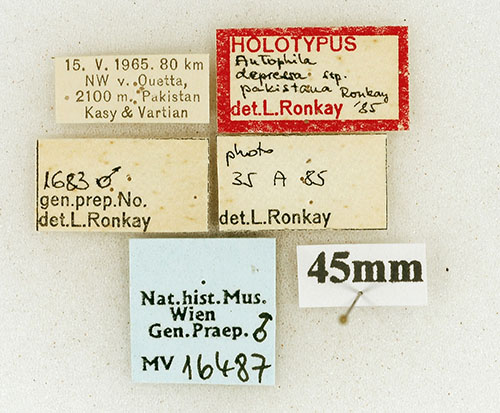 15. V. 1965. 80 km
NW v. Quetta,
2100 m, Pakistan
Kasy & Vartian
HOLOTYPUS
Autophila
depressa ssp.
pakistana Ronkay
det.L.Ronkay '85
1683 ♂
gen.prep.No.
det.L.Ronkay
photo
35 A 85
det.L.Ronkay
Nat.hist.Mus.
Wien
Gen.Praep. ♂
MV 16487
45mm